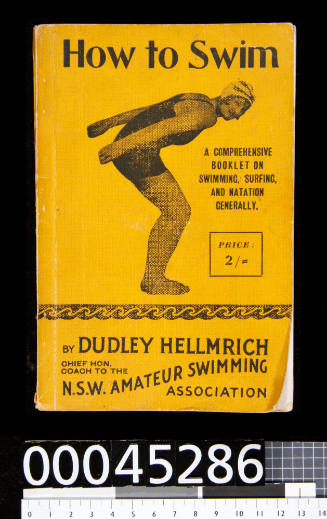 How to Swim
A COMPREHENSIVE
BOOKLET ON
SWIMMING, SURFING,
AND NATATION
GENERALLY.
PRICE:
2/=
BY DUDLEY HELLMRICH
CHIEF HON.
COACH TO THE
N.S.W. AMATEUR SWIMMING
ASSOCIATION
00045286
1 2 3 4 5 6 7 8 9 10 11 12 13 14